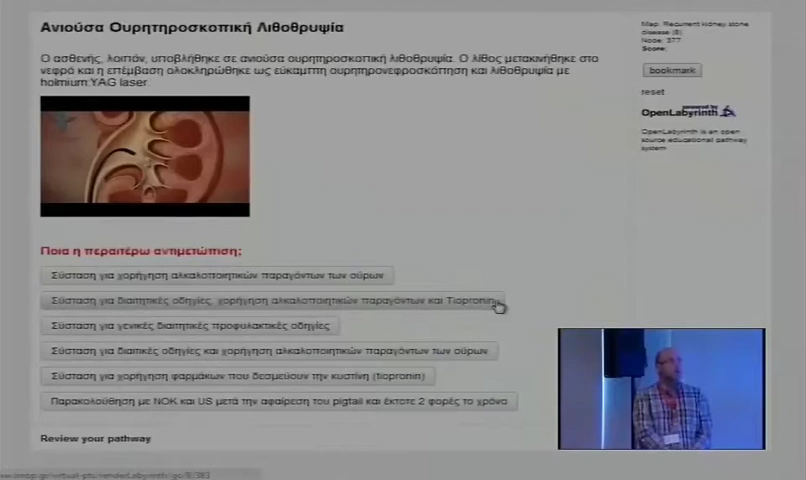 Ανιούσα Ουρητηροσκοπική Λιθοθρυψία
Ο ασθενής, λοιπόν, υποβλήθηκε σε ανιούσα ουρητηροσκοπική λιθοθρυψία. Ο λίθος μετακινήθηκε στο
νεφρό και η επέμβαση ολοκληρώθηκε ως εύκαμπτη ουρητηρονεφροσκόπηση και λιθοθρυψία με
holmium:YAG laser.
Ποια η περαιτέρω αντιμετώπιση;
Σύσταση για χορήγηση αλκαλοποιητικών παραγόντων των ούρων
Σύσταση για διαιτητικές οδηγίες, χορήγηση αλκαλοποιητικών παραγόντων και Tiopronin
Σύσταση για γενικές διαιτητικές προφυλακτικές οδηγίες
Σύσταση για διαιτικές οδηγίες και χορήγηση αλκαλοποιητικών παραγόντων των ούρων
Σύσταση για χορήγηση φαρμάκων που δεσμεύουν την κυστίνη (tiopronin)
Παρακολούθηση με ΝΟΚ και US μετά την αφαίρεση του pigtail και έκτοτε 2 φορές το χρόνο
Review your pathway
Map: Recurrent kidney stone
disease (8)
Node: 377
Score:
bookmark
reset
powered by
OpenLabyrinth
OpenLabyrinth is an open
source educational pathway
system